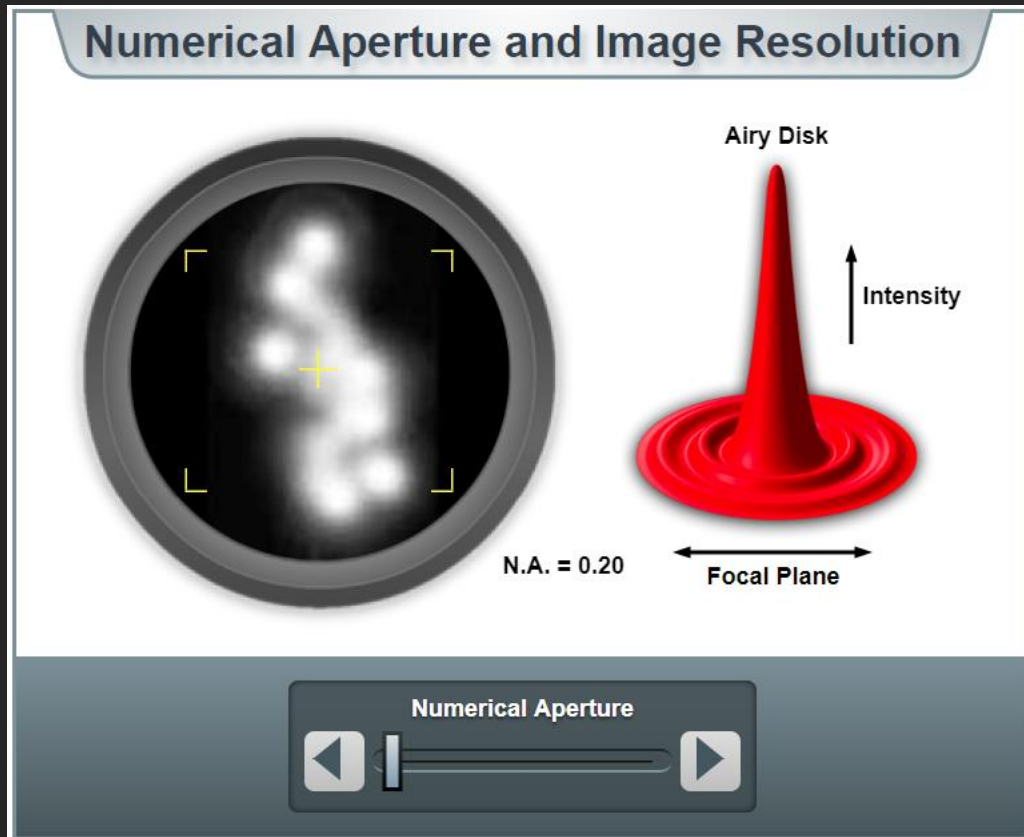 Numerical Aperture and Image Resolution
Airy Disk
Intensity
N.A. = 0.20
Focal Plane
Numerical Aperture